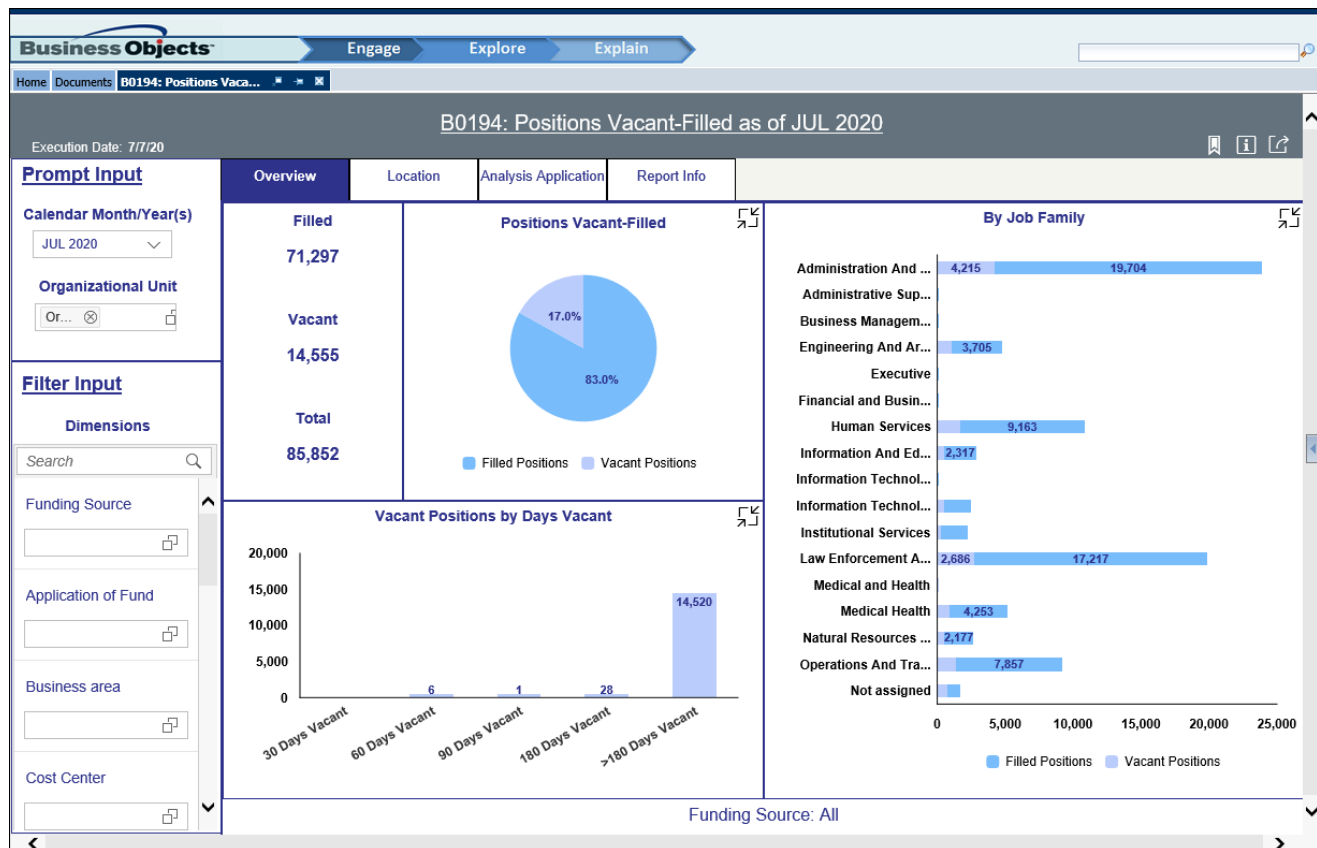 Business Objects™
Engage
Explore
Explain
Home
Documents
B0194: Positions Vaca...
B0194: Positions Vacant-Filled as of JUL 2020
Execution Date: 7/7/20
Prompt Input
Calendar Month/Year(s)
JUL 2020
Organizational Unit
Or...
Filter Input
Dimensions
Search
Funding Source
Application of Fund
Business area
Cost Center
Overview
Location
Analysis Application
Report Info
Filled
71,297
Vacant
14,555
Total
85,852
Positions Vacant-Filled
17.0%
83.0%
Filled Positions
Vacant Positions
Vacant Positions by Days Vacant
20,000
15,000
10,000
5,000
0
6
1
28
14,520
30 Days Vacant
60 Days Vacant
90 Days Vacant
180 Days Vacant
>180 Days Vacant
By Job Family
Administration And ... 4,215 19,704
Administrative Sup...
Business Managem...
Engineering And Ar... 3,705
Executive
Financial and Busin...
Human Services 9,163
Information And Ed... 2,317
Information Technol...
Information Technol...
Institutional Services
Law Enforcement A... 2,686 17,217
Medical and Health
Medical Health 4,253
Natural Resources ... 2,177
Operations And Tra... 7,857
Not assigned
0 5,000 10,000 15,000 20,000 25,000
Filled Positions
Vacant Positions
Funding Source: All